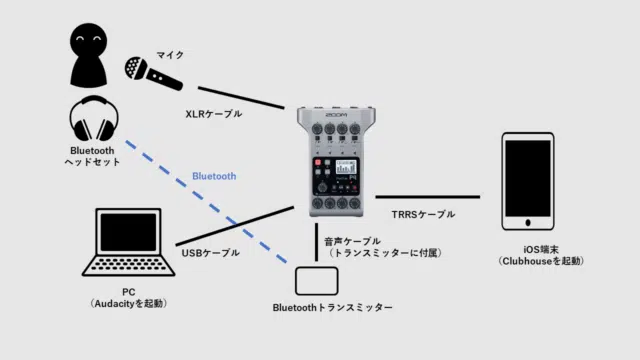 マイク
XLRケーブル
Bluetooth
ヘッドセット
Bluetooth
ZOOM
P4
TRRSケーブル
USBケーブル
音声ケーブル
（トランスミッターに付属）
iOS端末
（Clubhouseを起動）
PC
（Audacityを起動）
Bluetoothトランスミッター